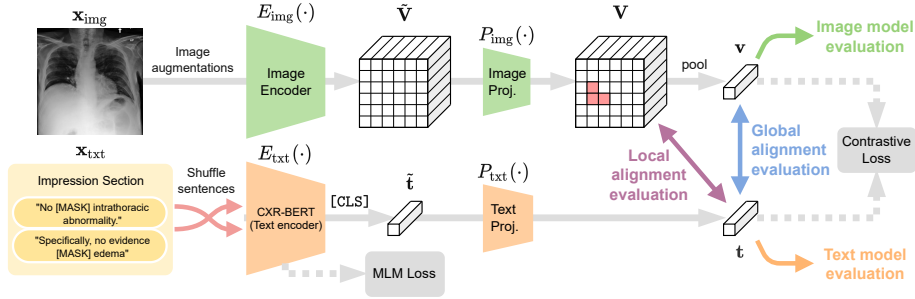 x_img
Image
augmentations
E_img(·)
Image
Encoder
Ṽ
P_img(·)
Image
Proj.
V
pool
v
Image model
evaluation
Global
alignment
evaluation
Local
alignment
evaluation
Contrastive
Loss
x_txt
Impression Section
"No [MASK] intrathoracic
abnormality."
"Specifically, no evidence
[MASK] edema"
Shuffle
sentences
E_txt(·)
CXR-BERT
(Text encoder)
[CLS]
t̃
MLM Loss
P_txt(·)
Text
Proj.
t
Text model
evaluation